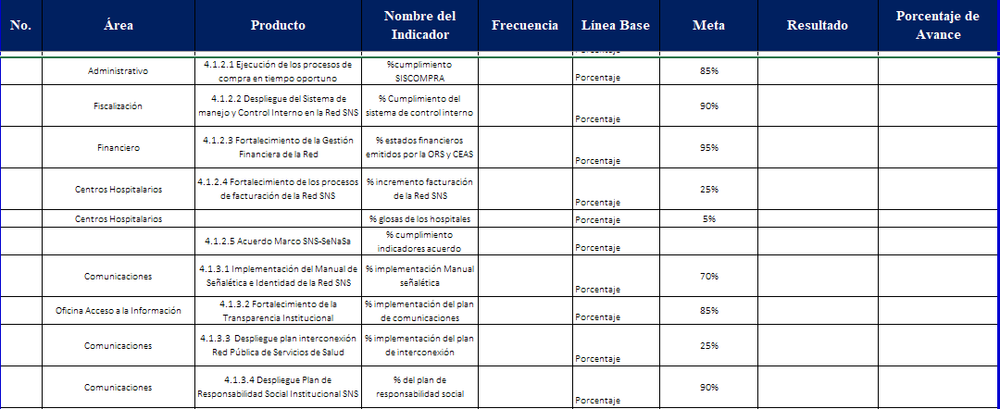 No. Área Producto Nombre del Indicador Frecuencia Línea Base Meta Resultado Porcentaje de Avance
Administrativo 4.1.2.1 Ejecución de los procesos de compra en tiempo oportuno %cumplimiento SISCOMPRA Porcentaje 85%
Fiscalización 4.1.2.2 Despliegue del Sistema de manejo y Control Interno en la Red SNS % Cumplimiento del sistema de control interno Porcentaje 90%
Financiero 4.1.2.3 Fortalecimiento de la Gestión Financiera de la Red % estados financieros emitidos por la ORS y CEAS Porcentaje 95%
Centros Hospitalarios 4.1.2.4 Fortalecimiento de los procesos de facturación de la Red SNS % incremento facturación de la Red SNS Porcentaje 25%
Centros Hospitalarios % glosas de los hospitales Porcentaje 5%
4.1.2.5 Acuerdo Marco SNS-SeNaSa % cumplimiento indicadores acuerdo Porcentaje
Comunicaciones 4.1.3.1 Implementación del Manual de Señalética e Identidad de la Red SNS % implementación Manual señalética Porcentaje 70%
Oficina Acceso a la Información 4.1.3.2 Fortalecimiento de la Transparencia Institucional % implementación del plan de comunicaciones Porcentaje 85%
Comunicaciones 4.1.3.3 Despliegue plan interconexión Red Pública de Servicios de Salud % implementación del plan de interconexión Porcentaje 25%
Comunicaciones 4.1.3.4 Despliegue Plan de Responsabilidad Social Institucional SNS % del plan de responsabilidad social Porcentaje 90%